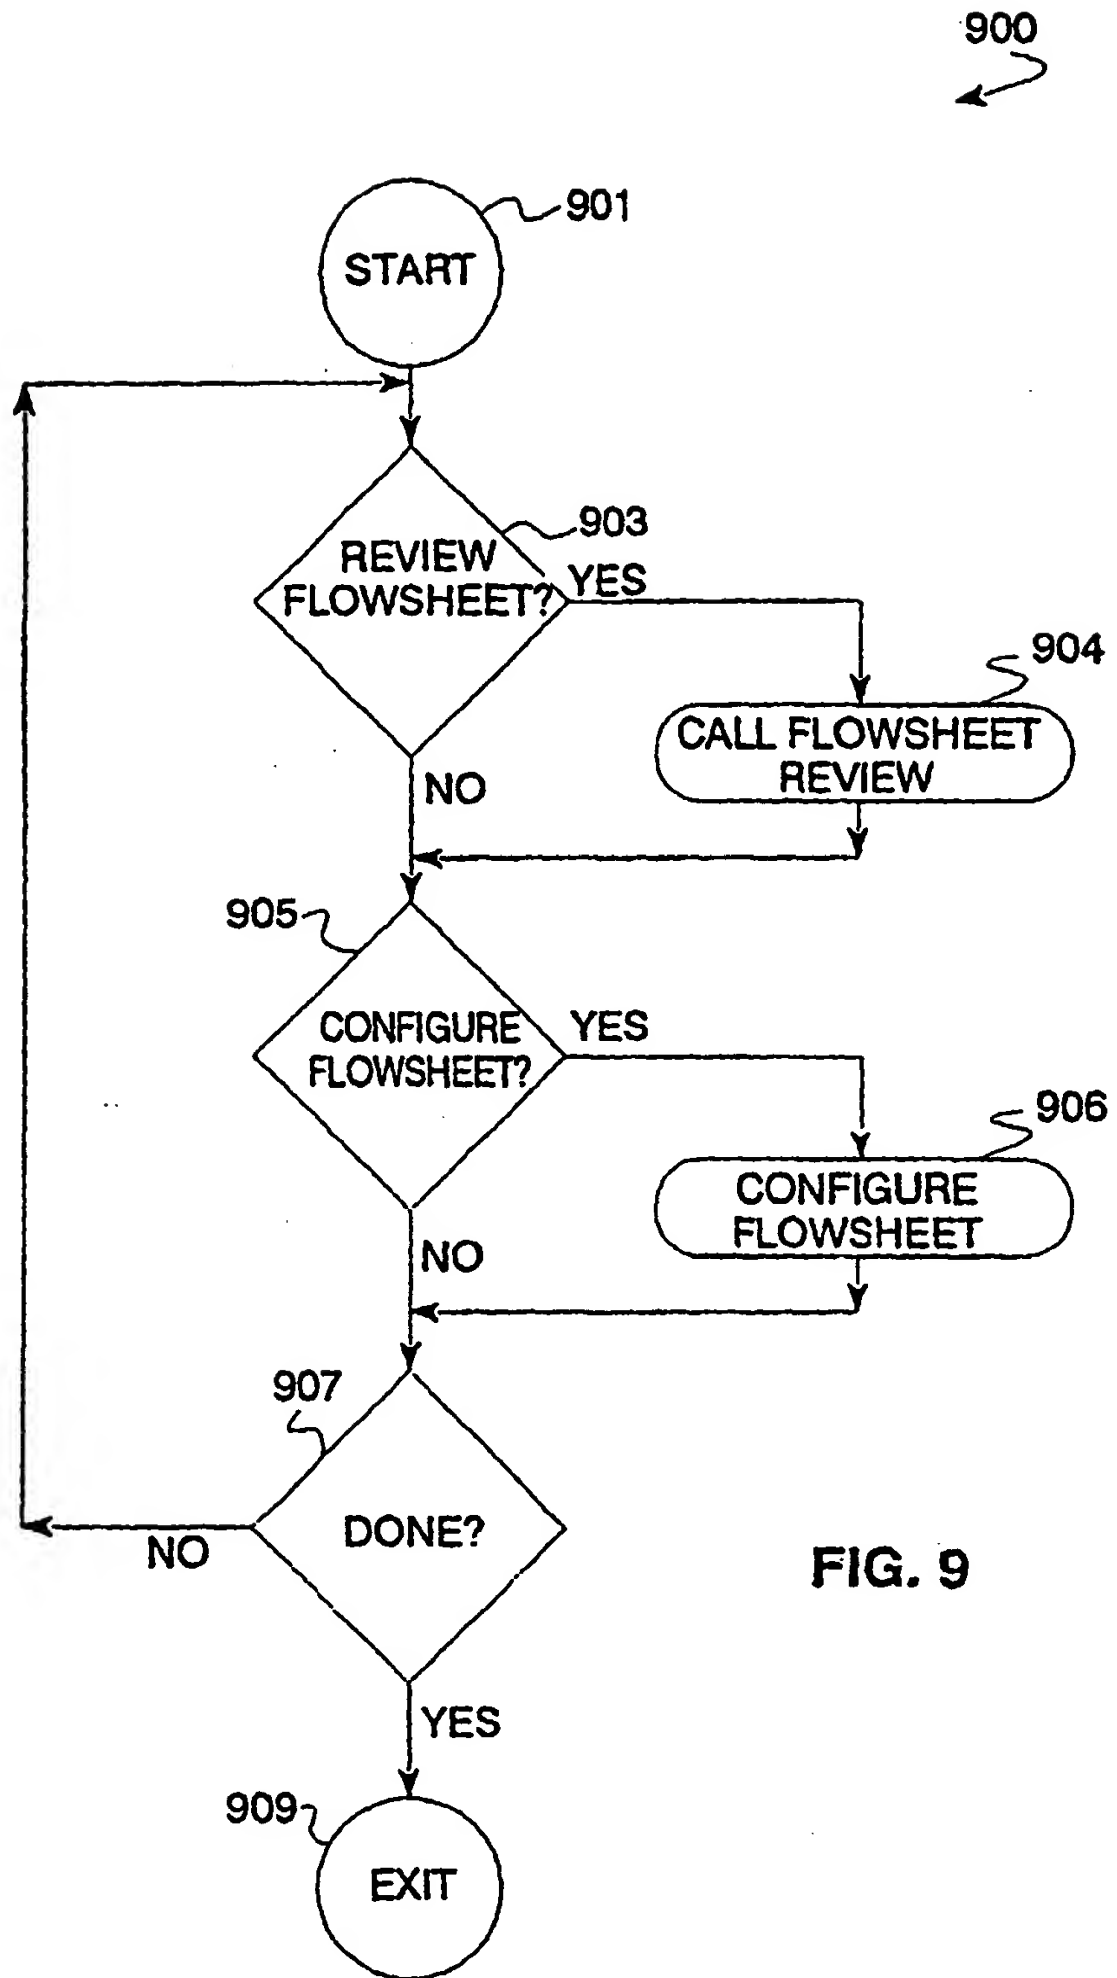 900
901
START
903
REVIEW
FLOWSHEET?
YES
904
CALL FLOWSHEET
REVIEW
NO
905
CONFIGURE
FLOWSHEET?
YES
906
CONFIGURE
FLOWSHEET
NO
907
DONE?
NO
FIG. 9
YES
909
EXIT